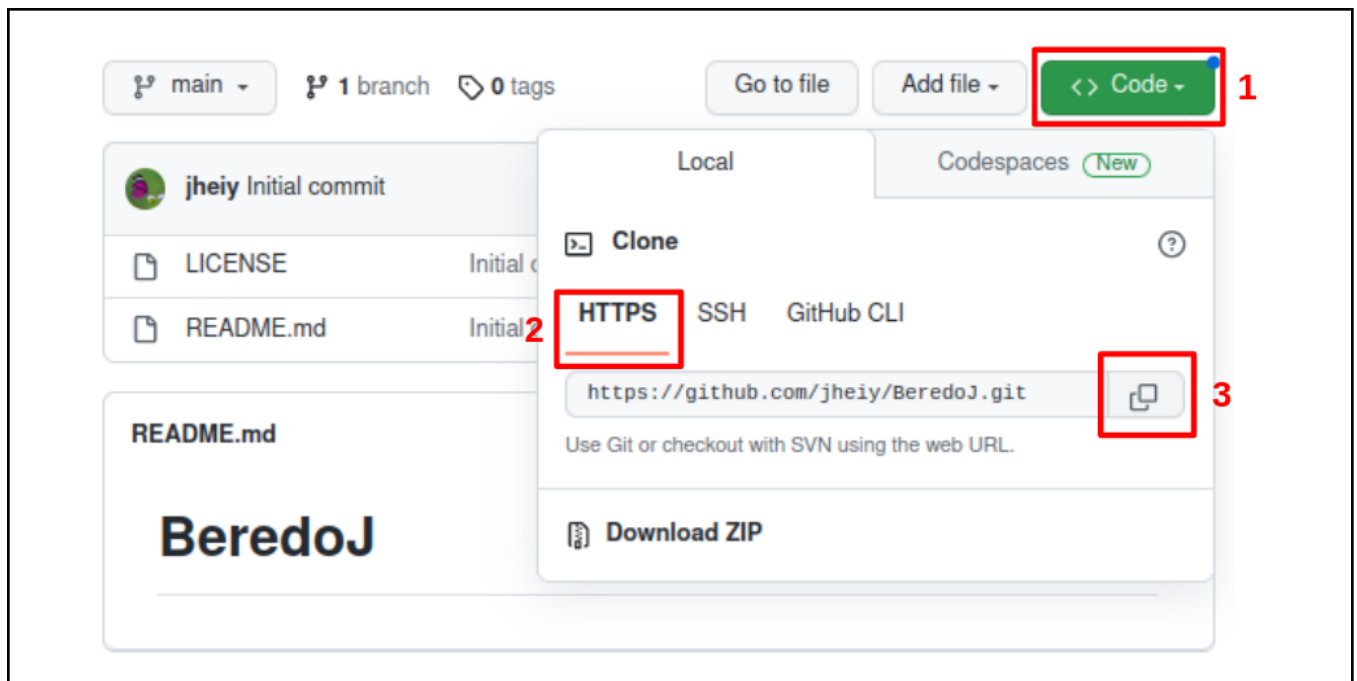 main 1 branch 0 tags Go to file Add file <> Code 1
Local Codespaces New
jheiy Initial commit
Clone
LICENSE Initial
HTTPS SSH GitHub CLI
2
README.md Initial
https://github.com/jheiy/BeredoJ.git 3
README.md
Use Git or checkout with SVN using the web URL.
BeredoJ
Download ZIP